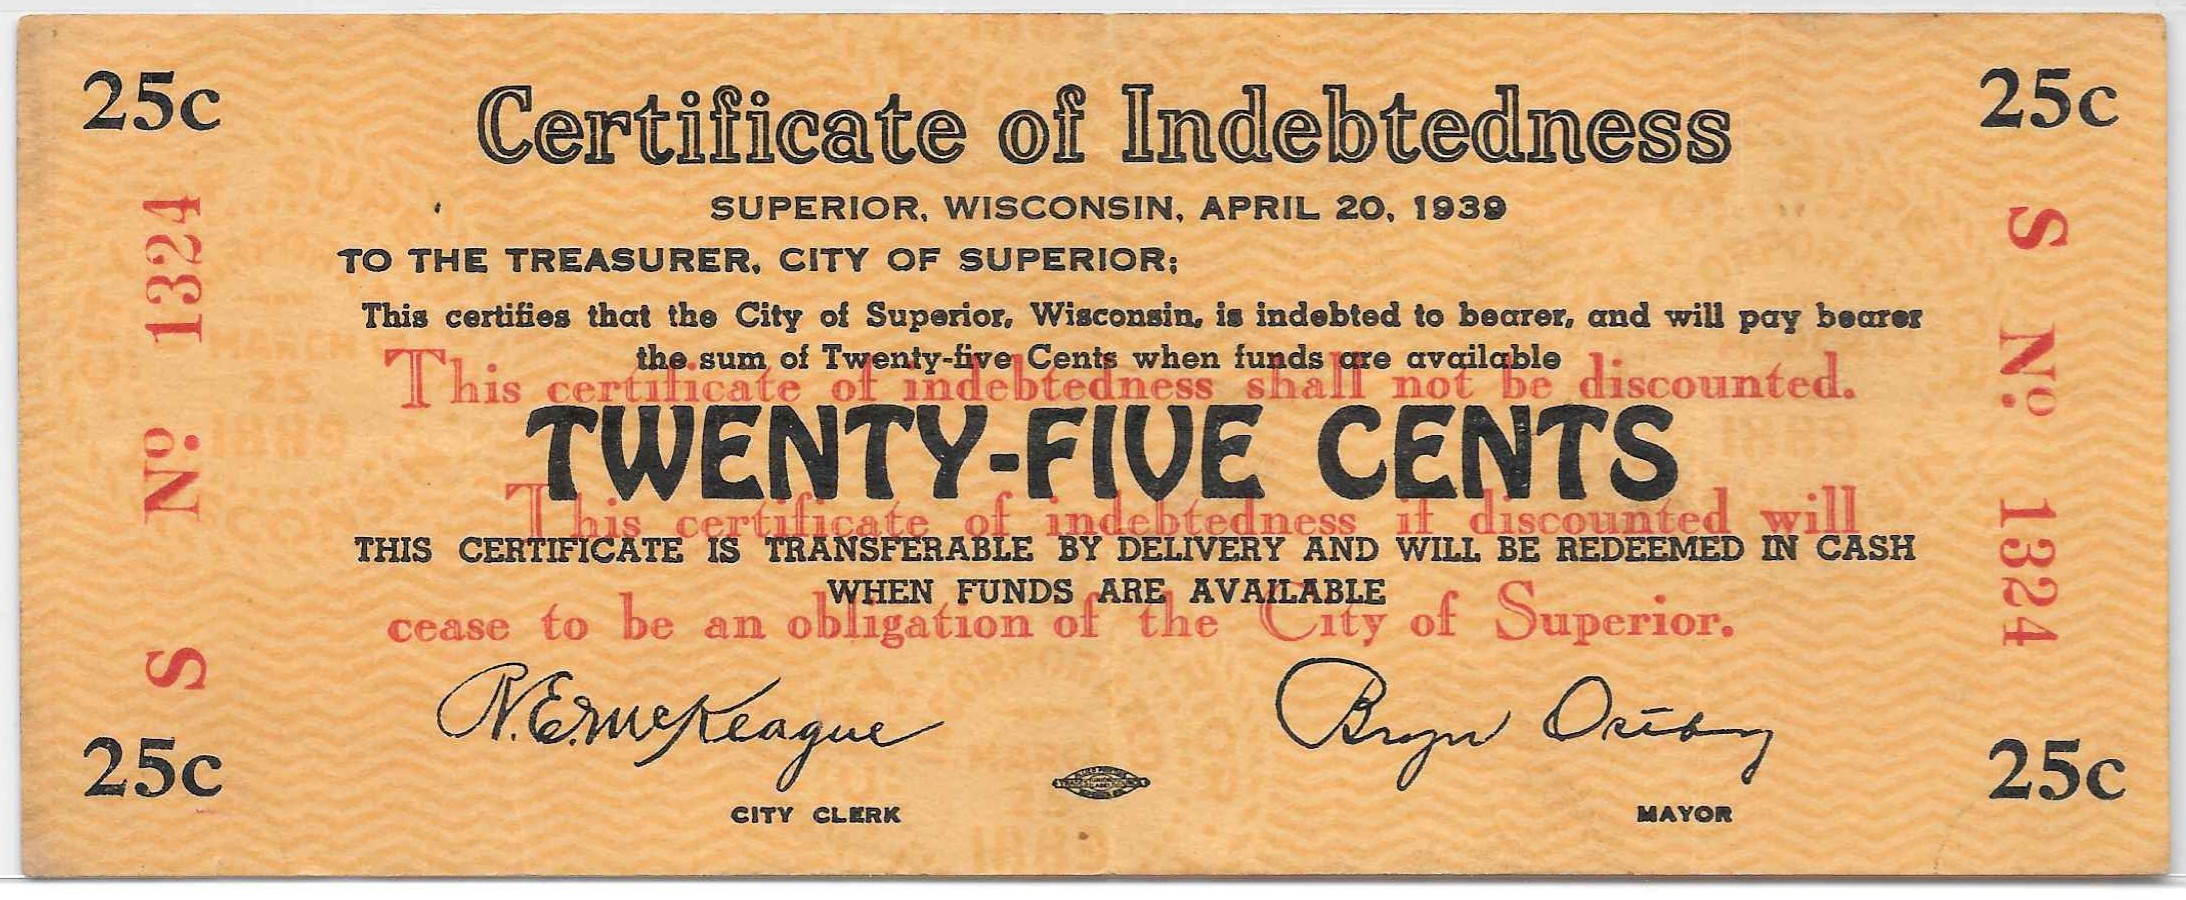 25c
25c
Certificate of Indebtedness
SUPERIOR, WISCONSIN, APRIL 20, 1939
TO THE TREASURER, CITY OF SUPERIOR;
This certifies that the City of Superior, Wisconsin, is indebted to bearer, and will pay bearer
the sum of Twenty-five Cents when funds are available
This certificate of indebtedness shall not be discounted.
TWENTY-FIVE CENTS
This certificate of indebtedness if discounted will
THIS CERTIFICATE IS TRANSFERABLE BY DELIVERY AND WILL BE REDEEMED IN CASH
WHEN FUNDS ARE AVAILABLE
cease to be an obligation of the City of Superior.
S No. 1324
S No. 1324
R.E. McKeague
CITY CLERK
MAYOR
25c
25c